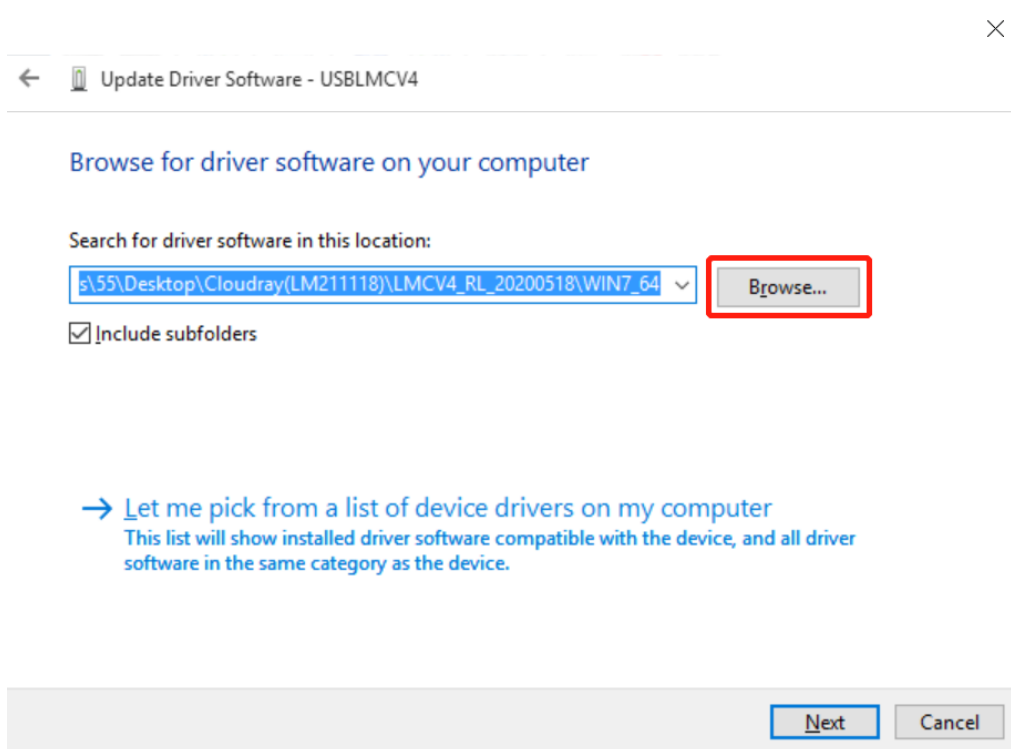 Update Driver Software - USBLMCV4
Browse for driver software on your computer
Search for driver software in this location:
s\55\Desktop\Cloudray(LM211118)\LMCV4_RL_20200518\WIN7_64
Browse...
Include subfolders
Let me pick from a list of device drivers on my computer
This list will show installed driver software compatible with the device, and all driver
software in the same category as the device.
Next
Cancel